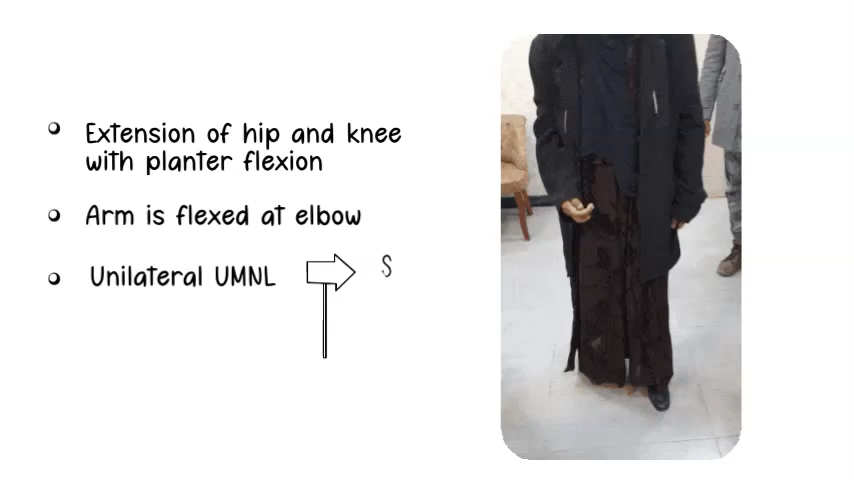 Extension of hip and knee
with planter flexion
Arm is flexed at elbow
Unilateral UMNL S